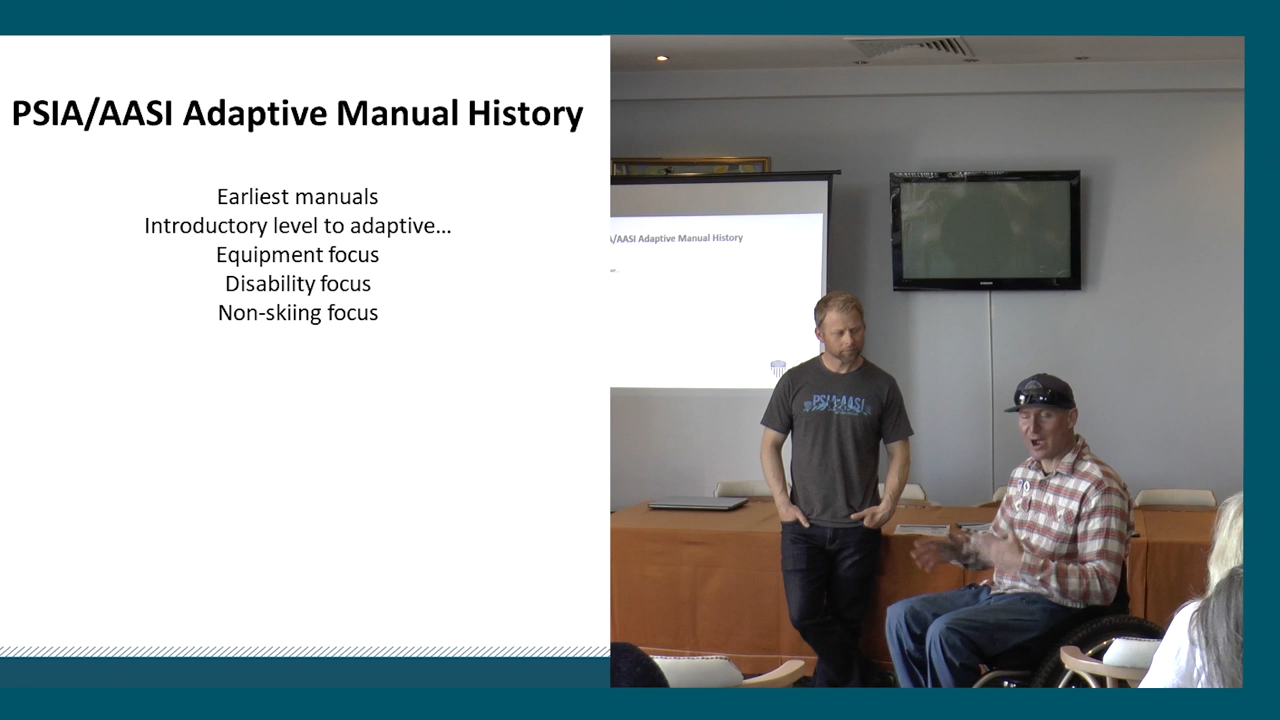 PSIA/AASI Adaptive Manual History
Earliest manuals
Introductory level to adaptive...
Equipment focus
Disability focus
Non-skiing focus
/AASI Adaptive Manual History
PSIA-AASI
SAMSUNG